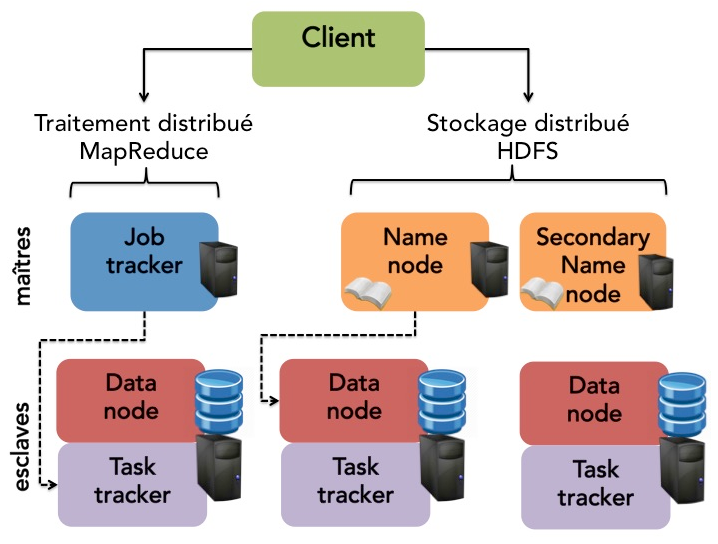 Client
Traitement distribué
MapReduce
Stockage distribué
HDFS
maîtres
Job
tracker
Name
node
Secondary
Name
node
esclaves
Data
node
Task
tracker
Data
node
Task
tracker
Data
node
Task
tracker